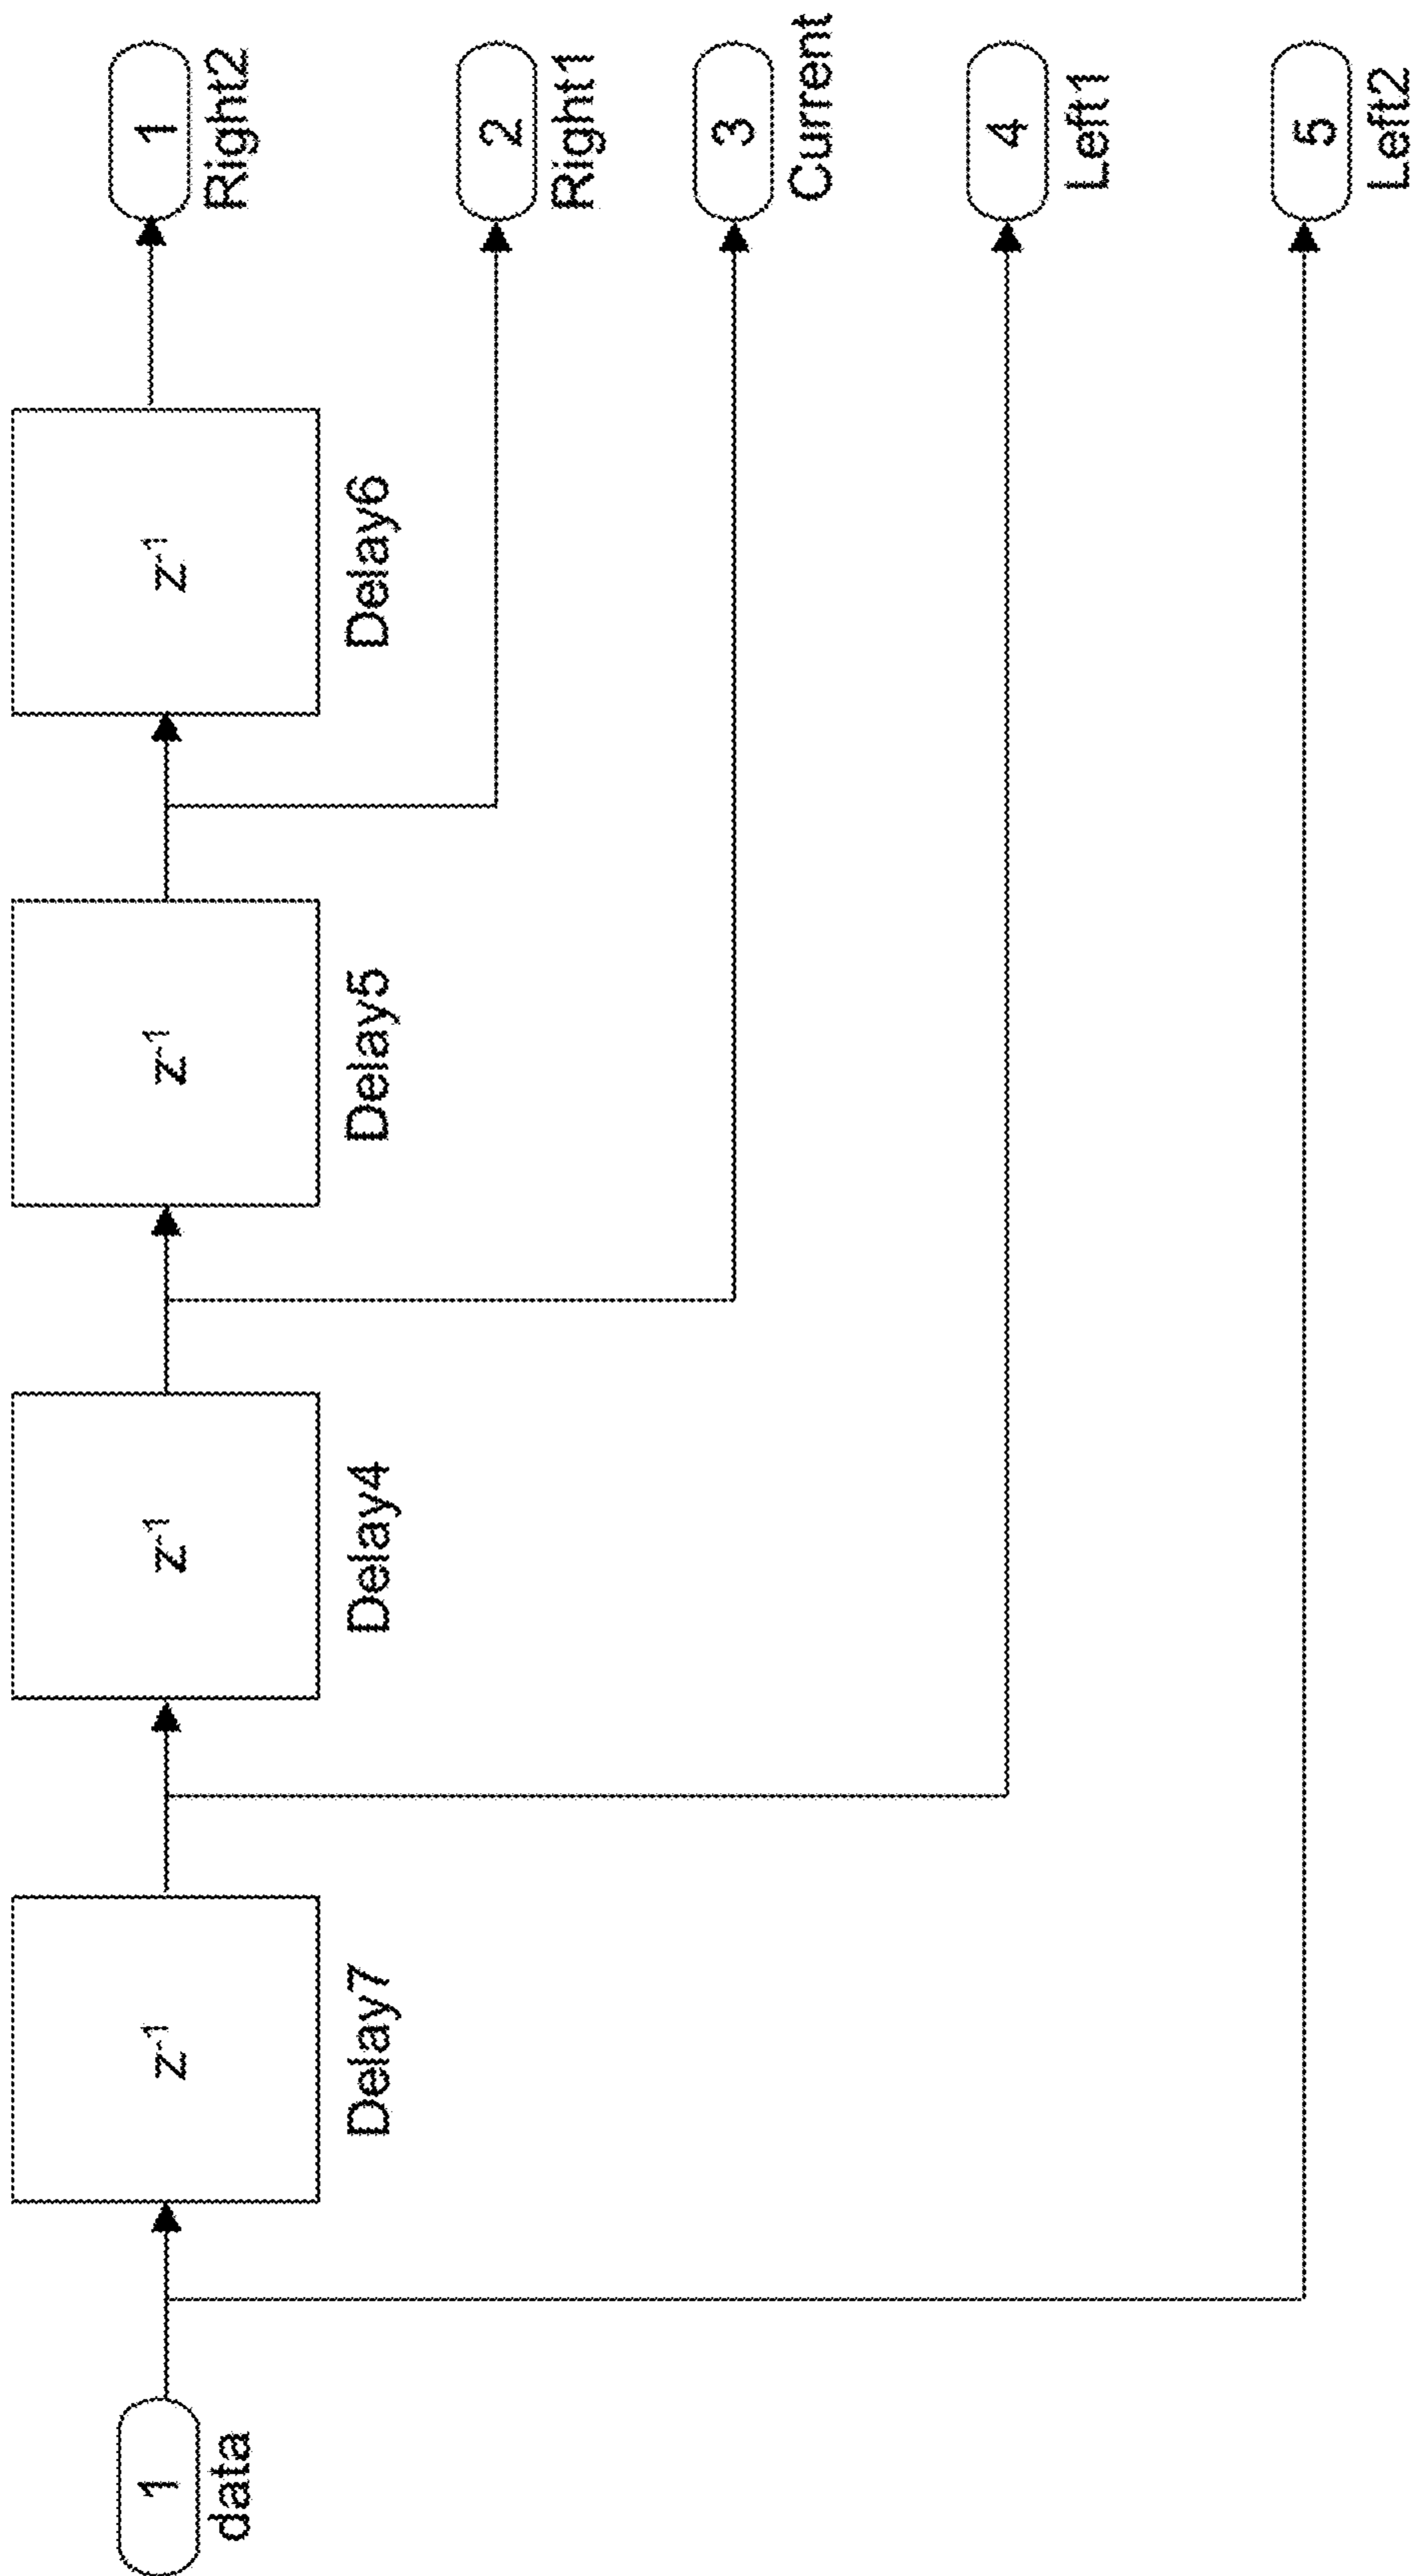 1
data
z-1
Delay7
z-1
Delay4
z-1
Delay5
z-1
Delay6
1
Right2
2
Right1
3
Current
4
Left1
5
Left2